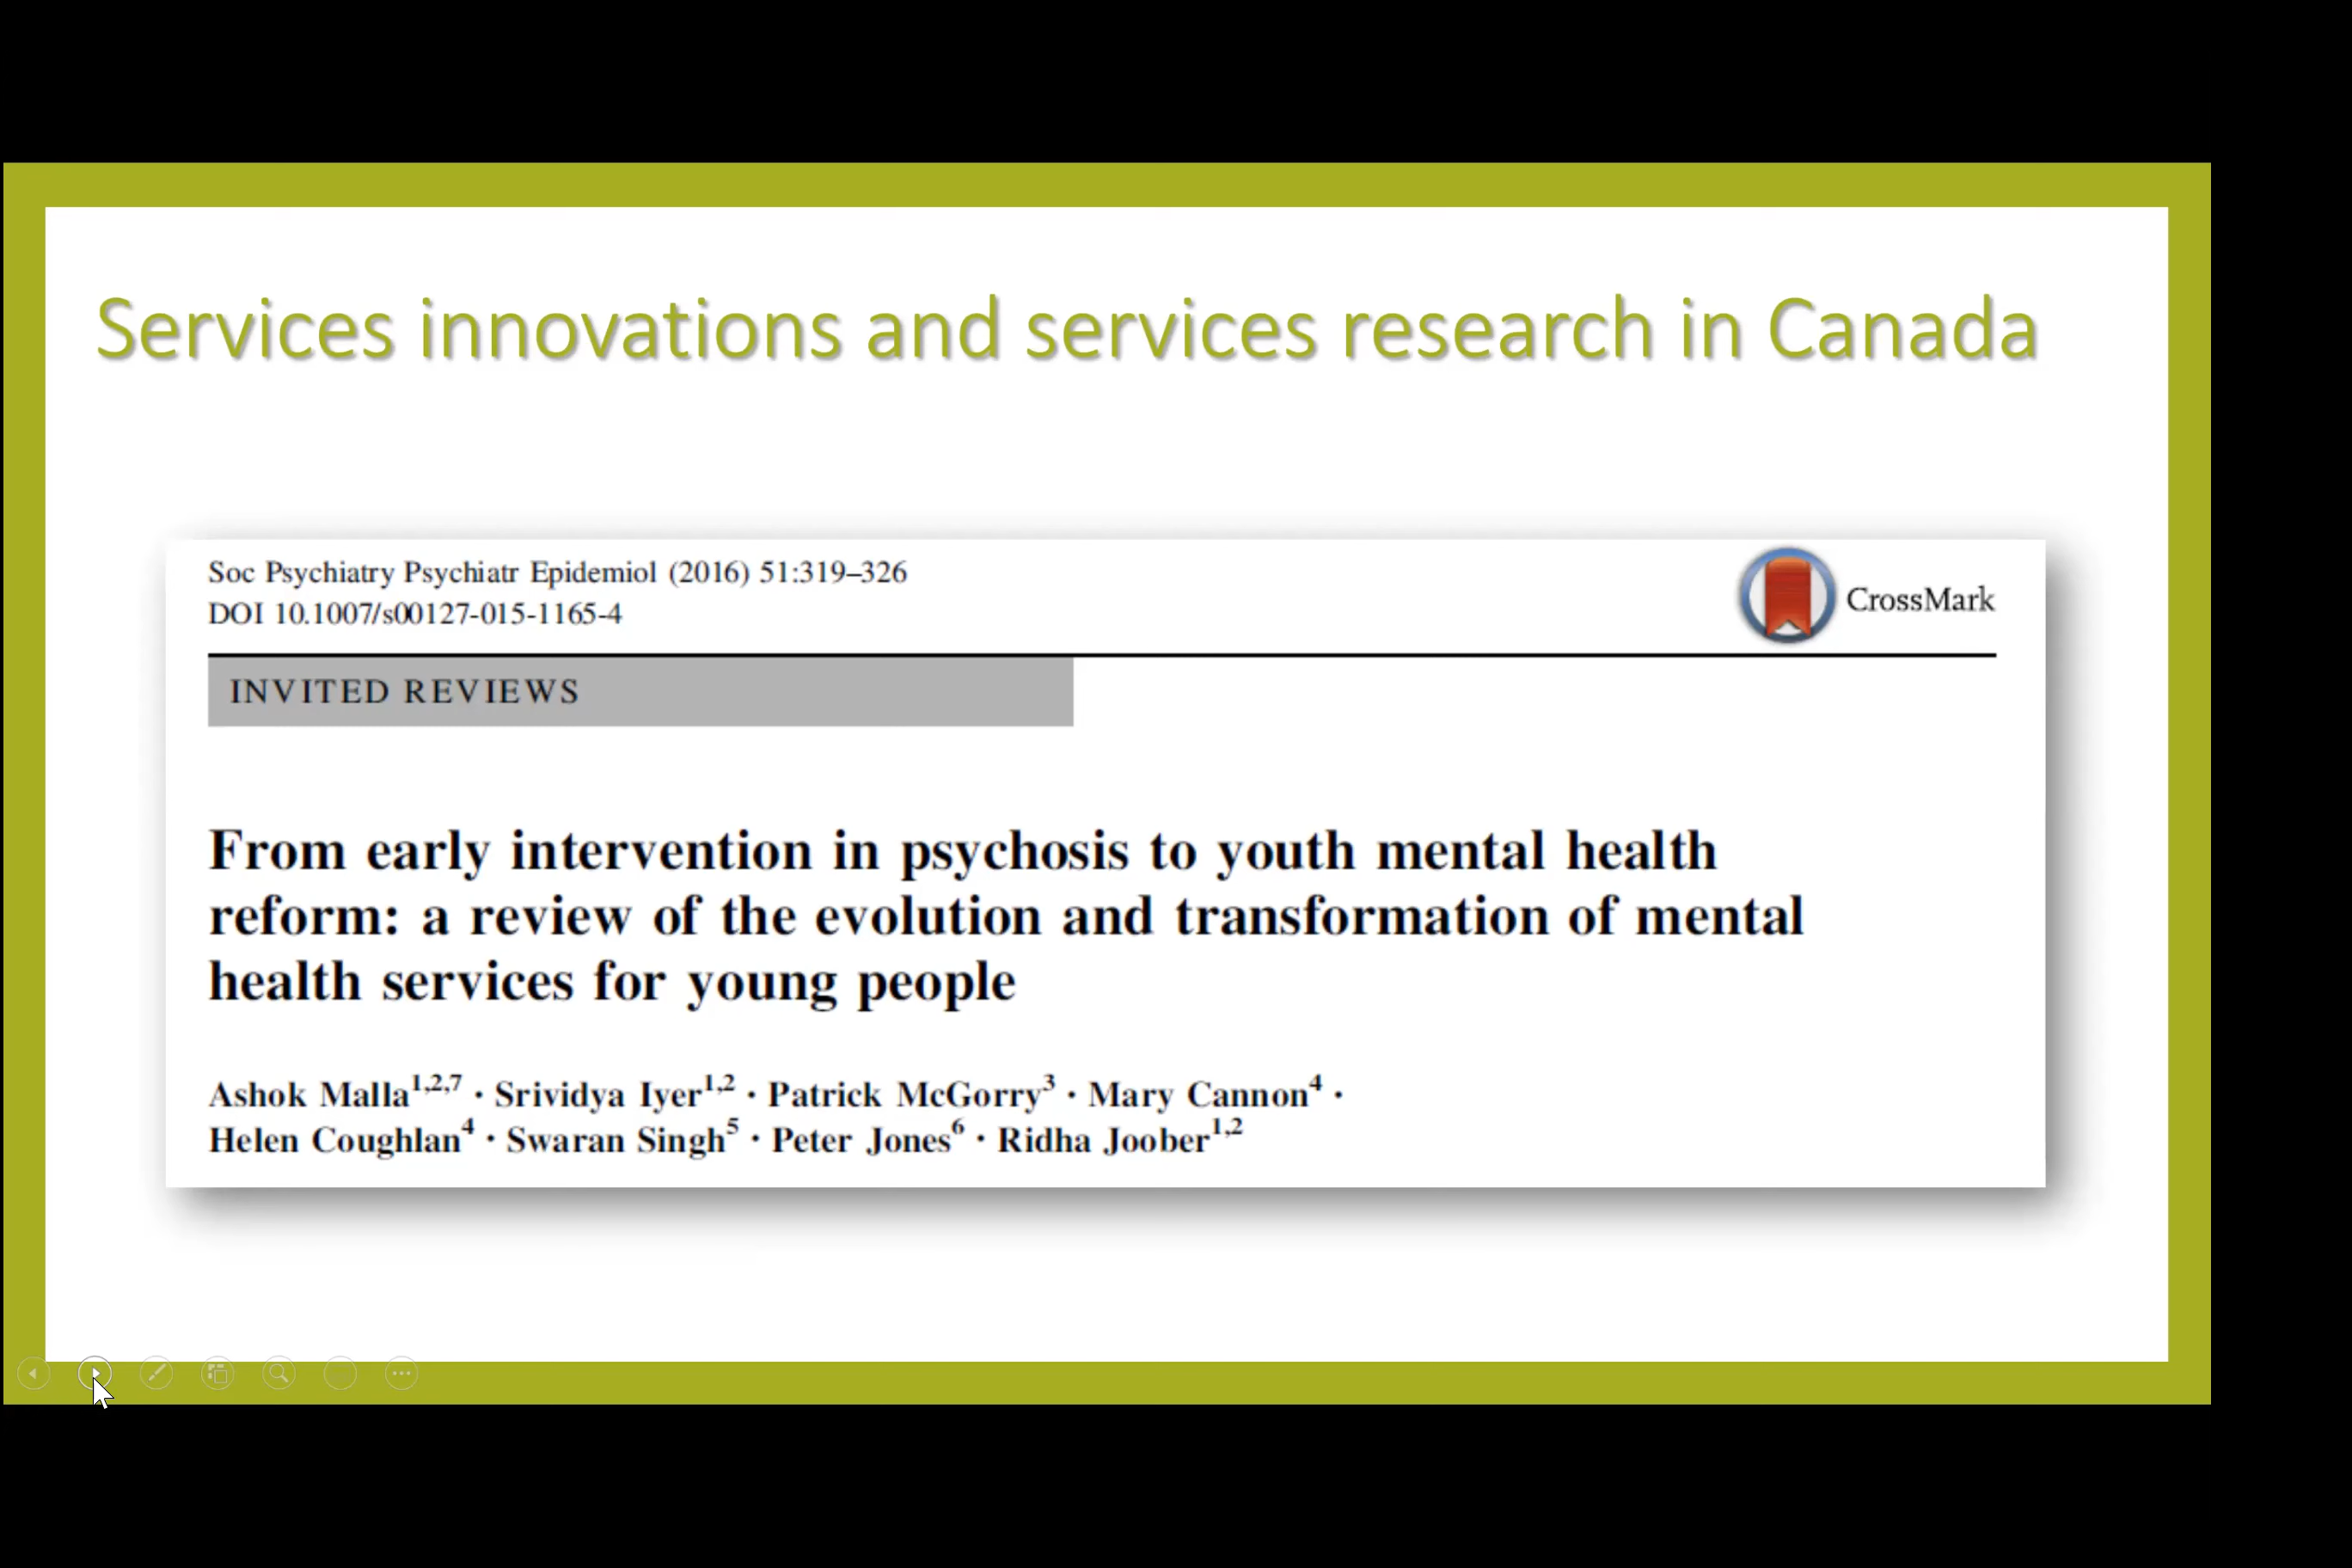 Services innovations and services research in Canada
Soc Psychiatry Psychiatr Epidemiol (2016) 51:319–326
DOI 10.1007/s00127-015-1165-4
CrossMark
INVITED REVIEWS
From early intervention in psychosis to youth mental health
reform: a review of the evolution and transformation of mental
health services for young people
Ashok Malla1,2,7 · Srividya Iyer1,2 · Patrick McGorry3 · Mary Cannon4 ·
Helen Coughlan4 · Swaran Singh5 · Peter Jones6 · Ridha Joober1,2